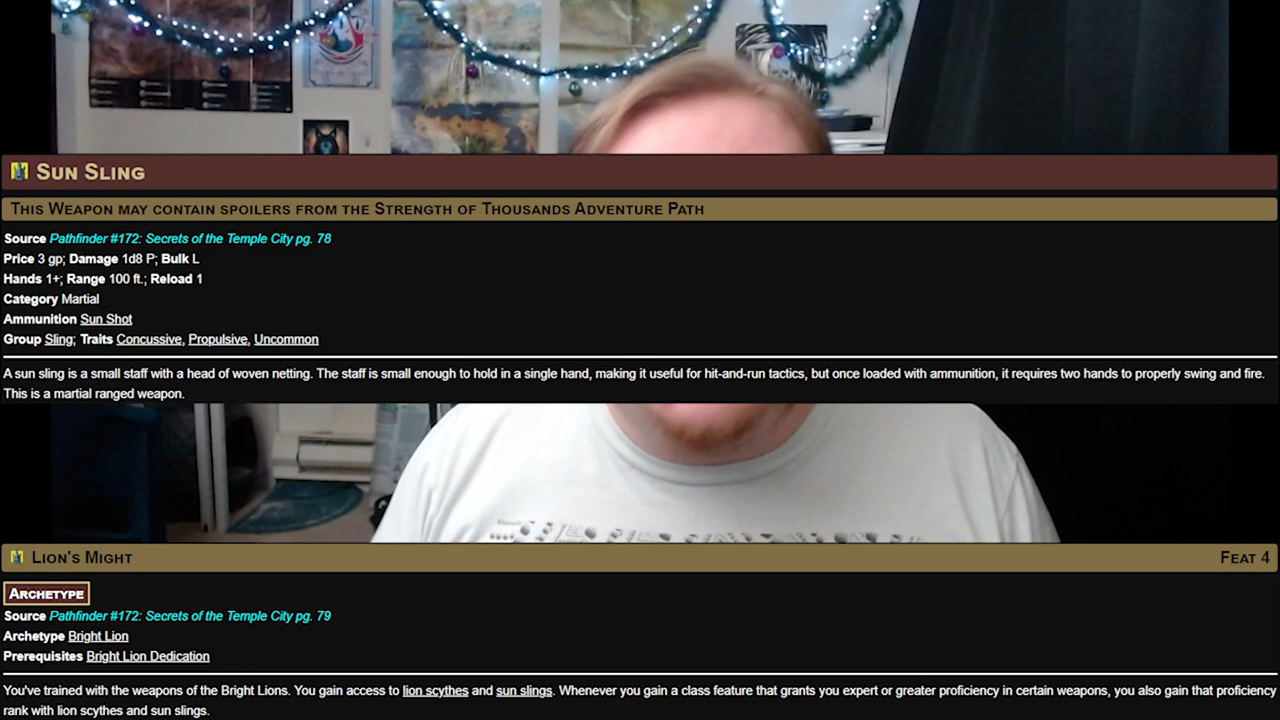 Sun Sling
This Weapon may contain spoilers from the Strength of Thousands Adventure Path
Source Pathfinder #172: Secrets of the Temple City pg. 78
Price 3 gp; Damage 1d8 P; Bulk L
Hands 1+; Range 100 ft.; Reload 1
Category Martial
Ammunition Sun Shot
Group Sling; Traits Concussive, Propulsive, Uncommon
A sun sling is a small staff with a head of woven netting. The staff is small enough to hold in a single hand, making it useful for hit-and-run tactics, but once loaded with ammunition, it requires two hands to properly swing and fire.
This is a martial ranged weapon.
Lion's Might Feat 4
Archetype
Source Pathfinder #172: Secrets of the Temple City pg. 79
Archetype Bright Lion
Prerequisites Bright Lion Dedication
You've trained with the weapons of the Bright Lions. You gain access to lion scythes and sun slings. Whenever you gain a class feature that grants you expert or greater proficiency in certain weapons, you also gain that proficiency
rank with lion scythes and sun slings.